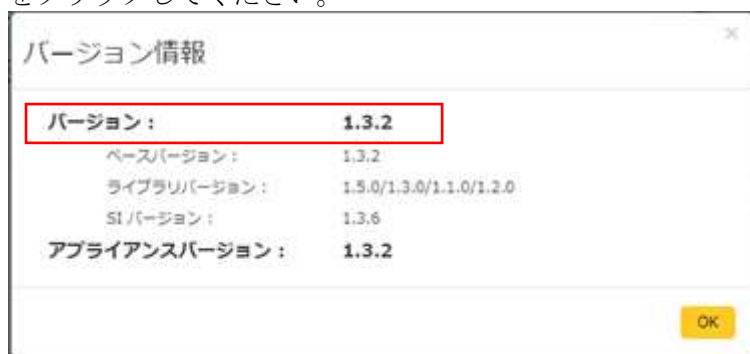 をクリックしてください。
バージョン情報
×
バージョン： 1.3.2
ベースバージョン： 1.3.2
ライブラリバージョン： 1.5.0/1.3.0/1.1.0/1.2.0
SIバージョン： 1.3.6
アプライアンスバージョン： 1.3.2
OK